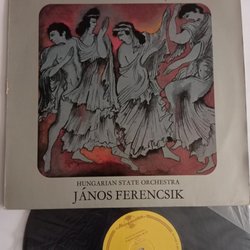 HUNGARIAN STATE ORCHESTRA
JÁNOS FERENCSIK